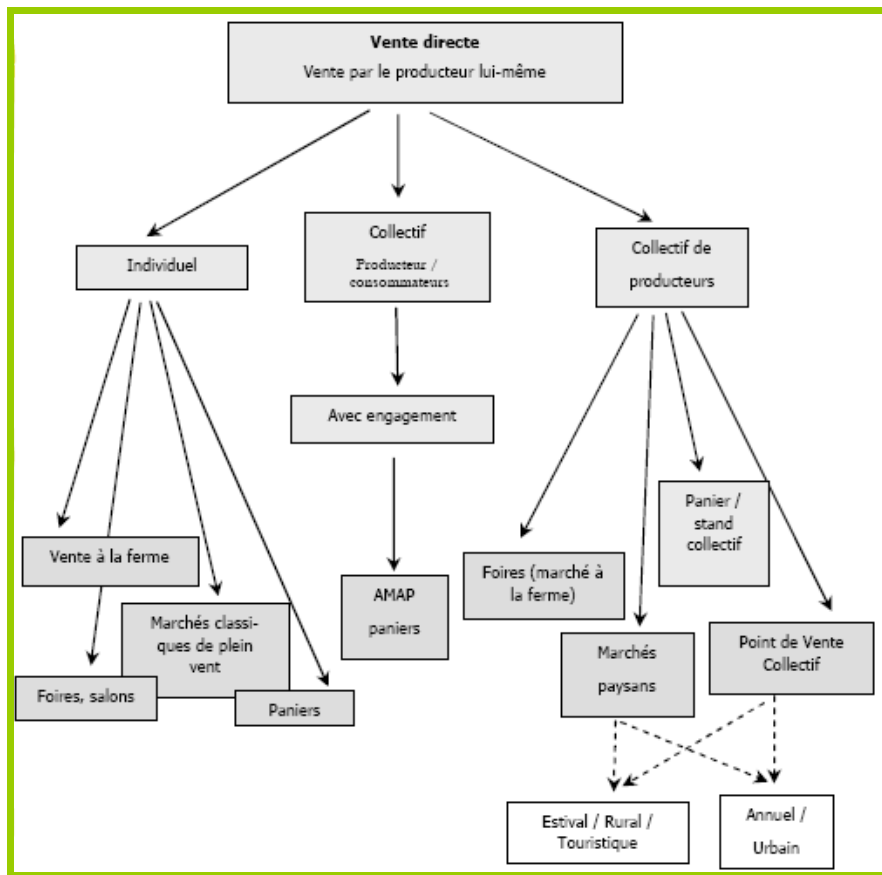 Vente directe
Vente par le producteur lui-même
Individuel
Collectif
Producteur /
consommateurs
Collectif de
producteurs
Avec engagement
Vente à la ferme
Marchés classi-
ques de plein
vent
Foires, salons
Paniers
AMAP
paniers
Foires (marché à
la ferme)
Panier /
stand
collectif
Marchés
paysans
Point de Vente
Collectif
Estival / Rural /
Touristique
Annuel /
Urbain